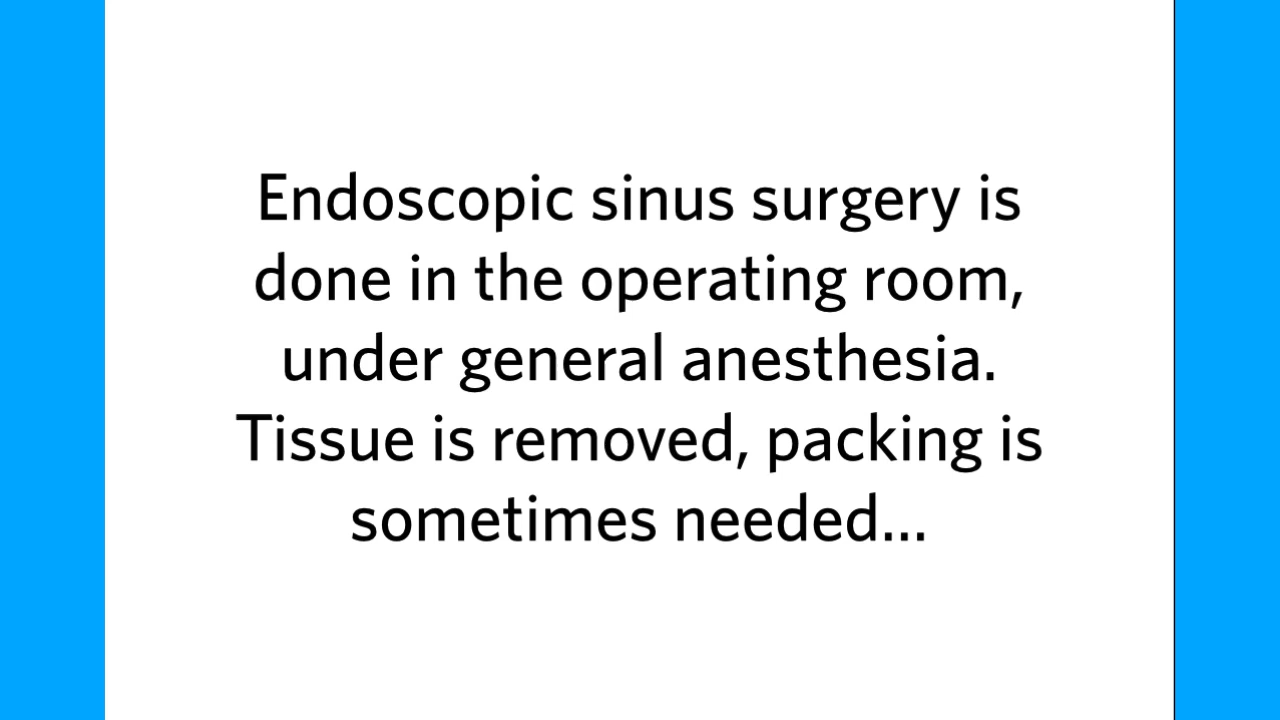 Endoscopic sinus surgery is
done in the operating room,
under general anesthesia.
Tissue is removed, packing is
sometimes needed...